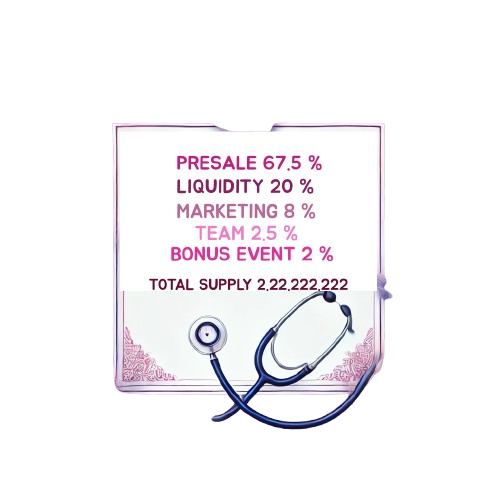 PRESALE 67.5 %
LIQUIDITY 20 %
MARKETING 8 %
TEAM 2.5 %
BONUS EVENT 2 %
TOTAL SUPPLY 2,22,222,222